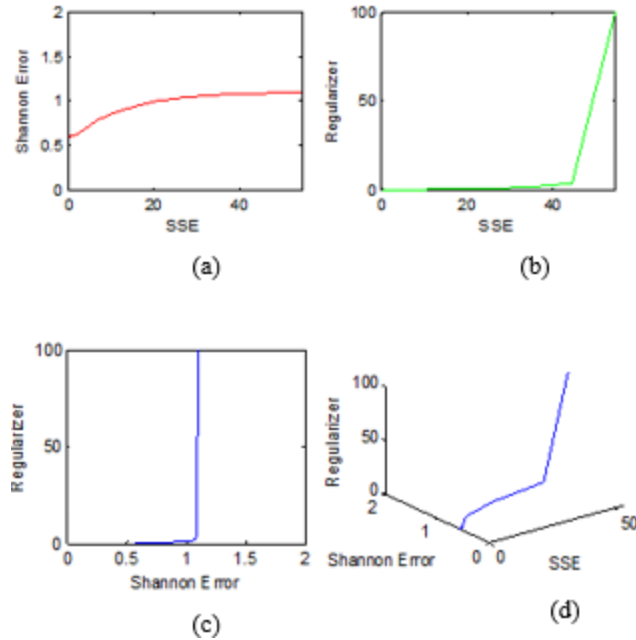 2
1.5
1
0.5
0
Shannon Error
0 20 40
SSE
(a)
100
50
0
Regularizer
0 20 40
SSE
(b)
100
50
0
Regularizer
0 0.5 1 1.5 2
Shannon Error
(c)
100
50
0
Regularizer
2
1
0
Shannon Error
0
50
SSE
(d)